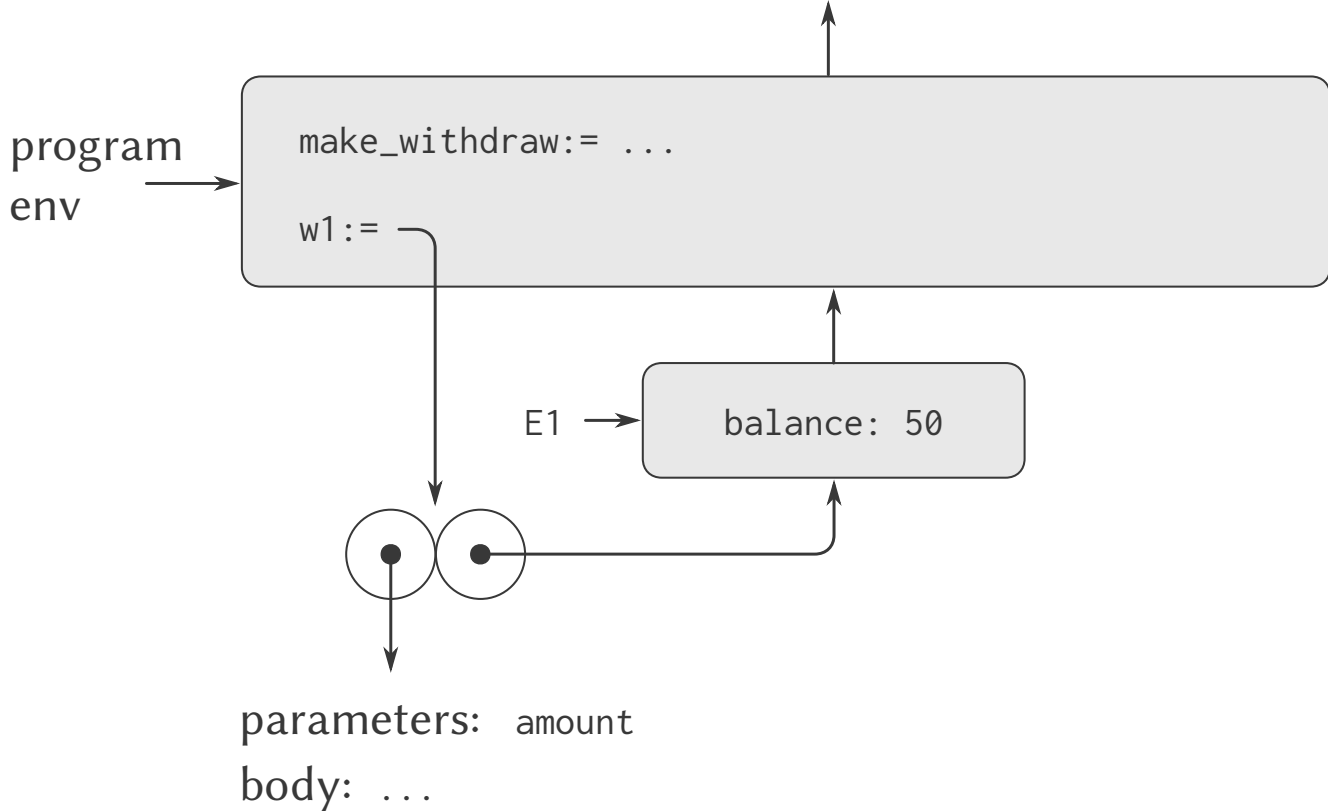 make_withdraw:= ...
program
env
w1:=
E1
balance: 50
parameters: amount
body: ...